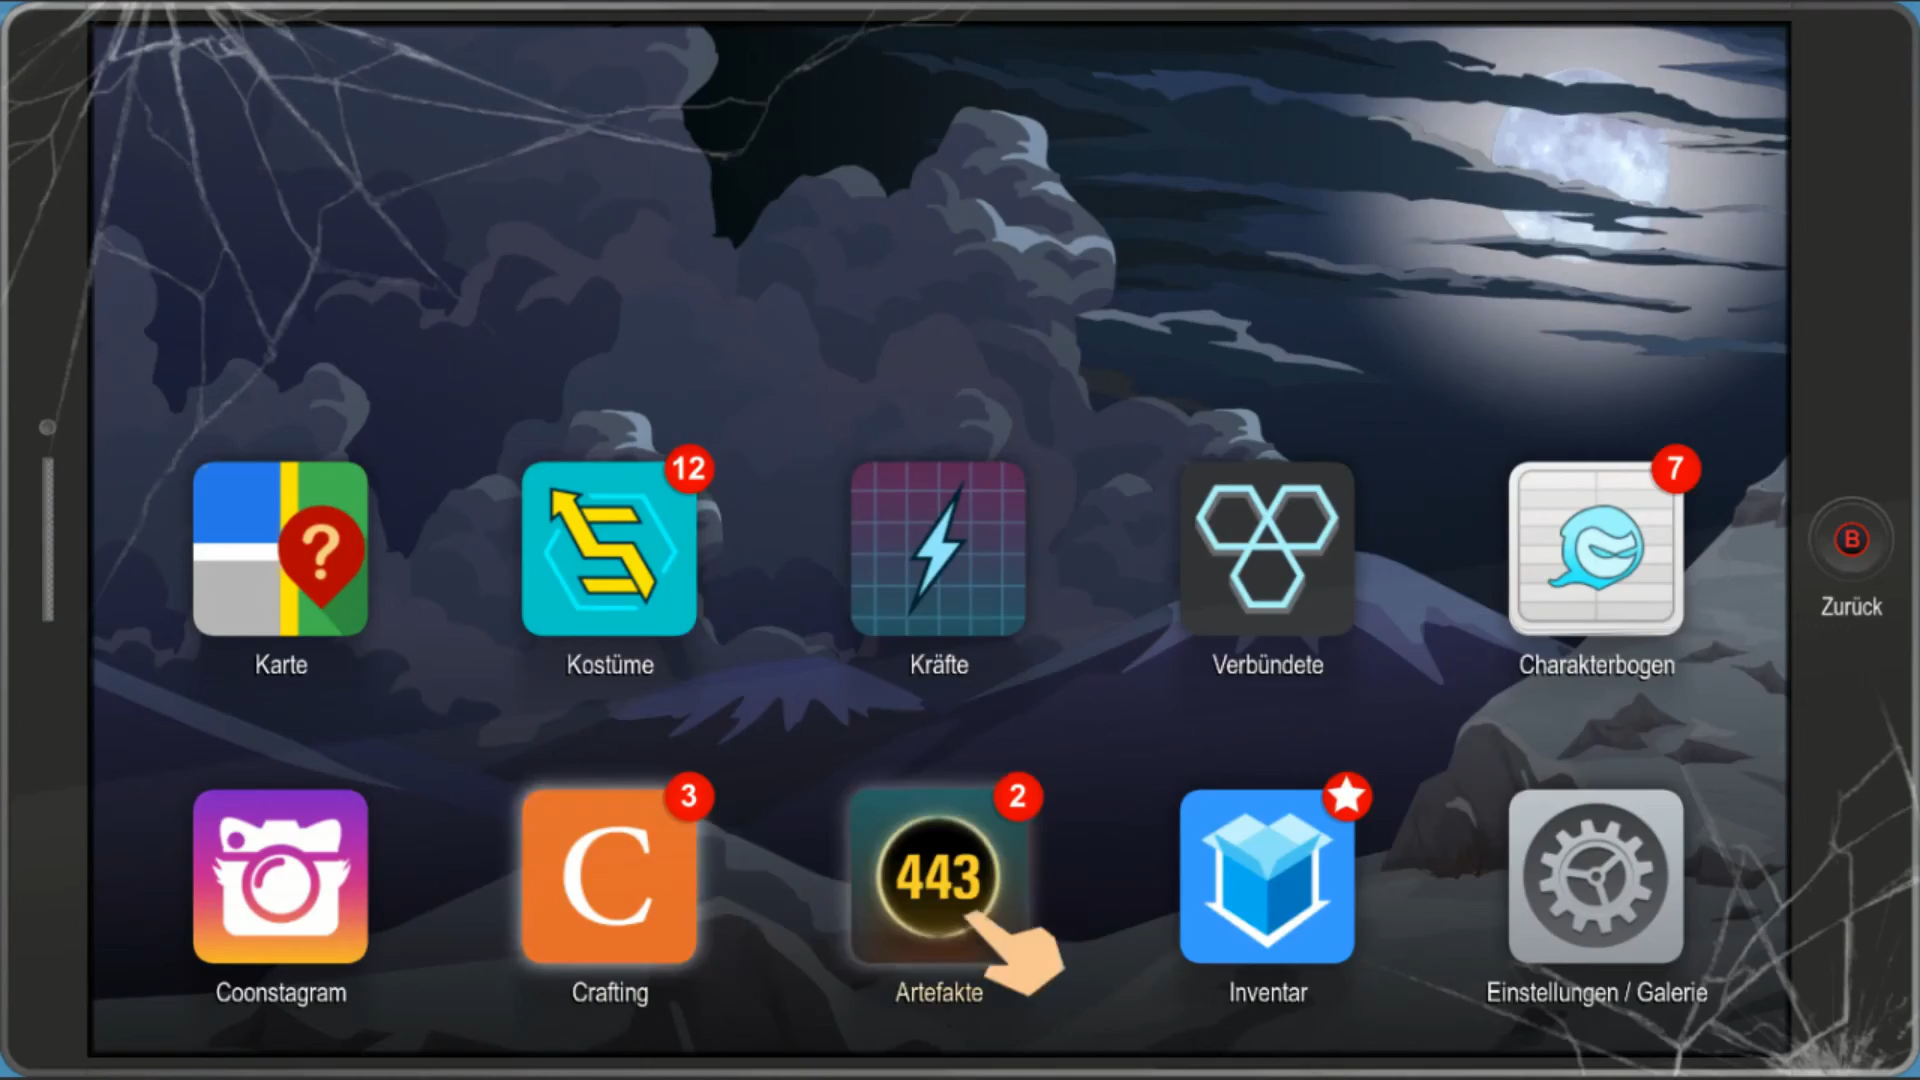 12
7
?
B
Zurück
Karte
Kostüme
Kräfte
Verbündete
Charakterbogen
3
2
C
443
Coonstagram
Crafting
Artefakte
Inventar
Einstellungen / Galerie